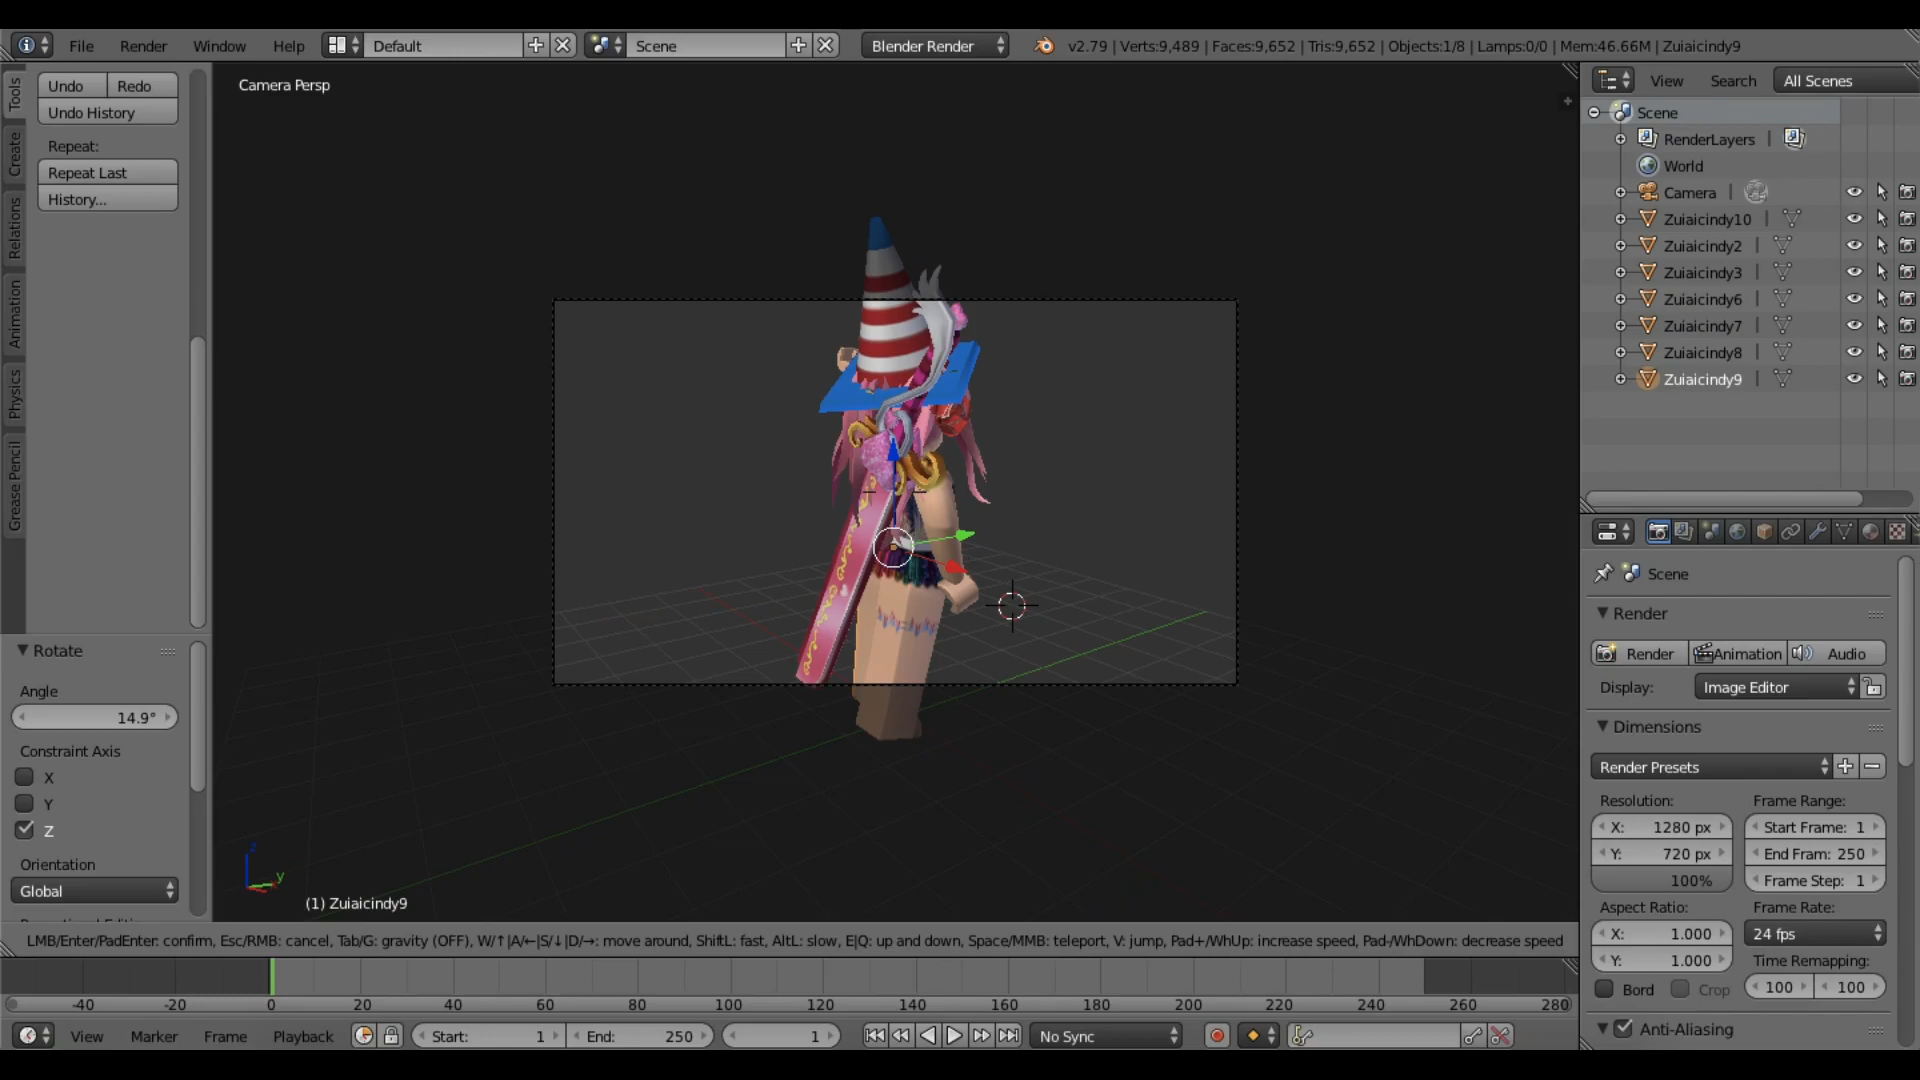 File Render Window Help Default Scene Blender Render v2.79 | Verts:9,489 | Faces:9,652 | Tris:9,652 | Objects:1/8 | Lamps:0/0 | Mem:46.66M | Zuiaicindy9
Tools
Create
Relations
Animation
Physics
Grease Pencil
Undo Redo
Undo History
Repeat:
Repeat Last
History...
Rotate
Angle
14.9°
Constraint Axis
X
Y
Z
Orientation
Global
Camera Persp
z
y
(1) Zuiaicindy9
View Search All Scenes
Scene
RenderLayers |
World
Camera |
Zuiaicindy10 |
Zuiaicindy2 |
Zuiaicindy3 |
Zuiaicindy6 |
Zuiaicindy7 |
Zuiaicindy8 |
Zuiaicindy9 |
Scene
Render
Render Animation Audio
Display: Image Editor
Dimensions
Render Presets
Resolution: Frame Range:
X: 1280 px Start Frame: 1
Y: 720 px End Fram: 250
100% Frame Step: 1
Aspect Ratio: Frame Rate:
X: 1.000 24 fps
Y: 1.000 Time Remapping:
Bord Crop 100 100
Anti-Aliasing
LMB/Enter/PadEnter: confirm, Esc/RMB: cancel, Tab/G: gravity (OFF), W/↑|A/←|S/↓|D/→: move around, ShiftL: fast, AltL: slow, E|Q: up and down, Space/MMB: teleport, V: jump, Pad+/WhUp: increase speed, Pad-/WhDown: decrease speed
-40 -20 0 20 40 60 80 100 120 140 160 180 200 220 240 260 280
View Marker Frame Playback Start: 1 End: 250 1 No Sync